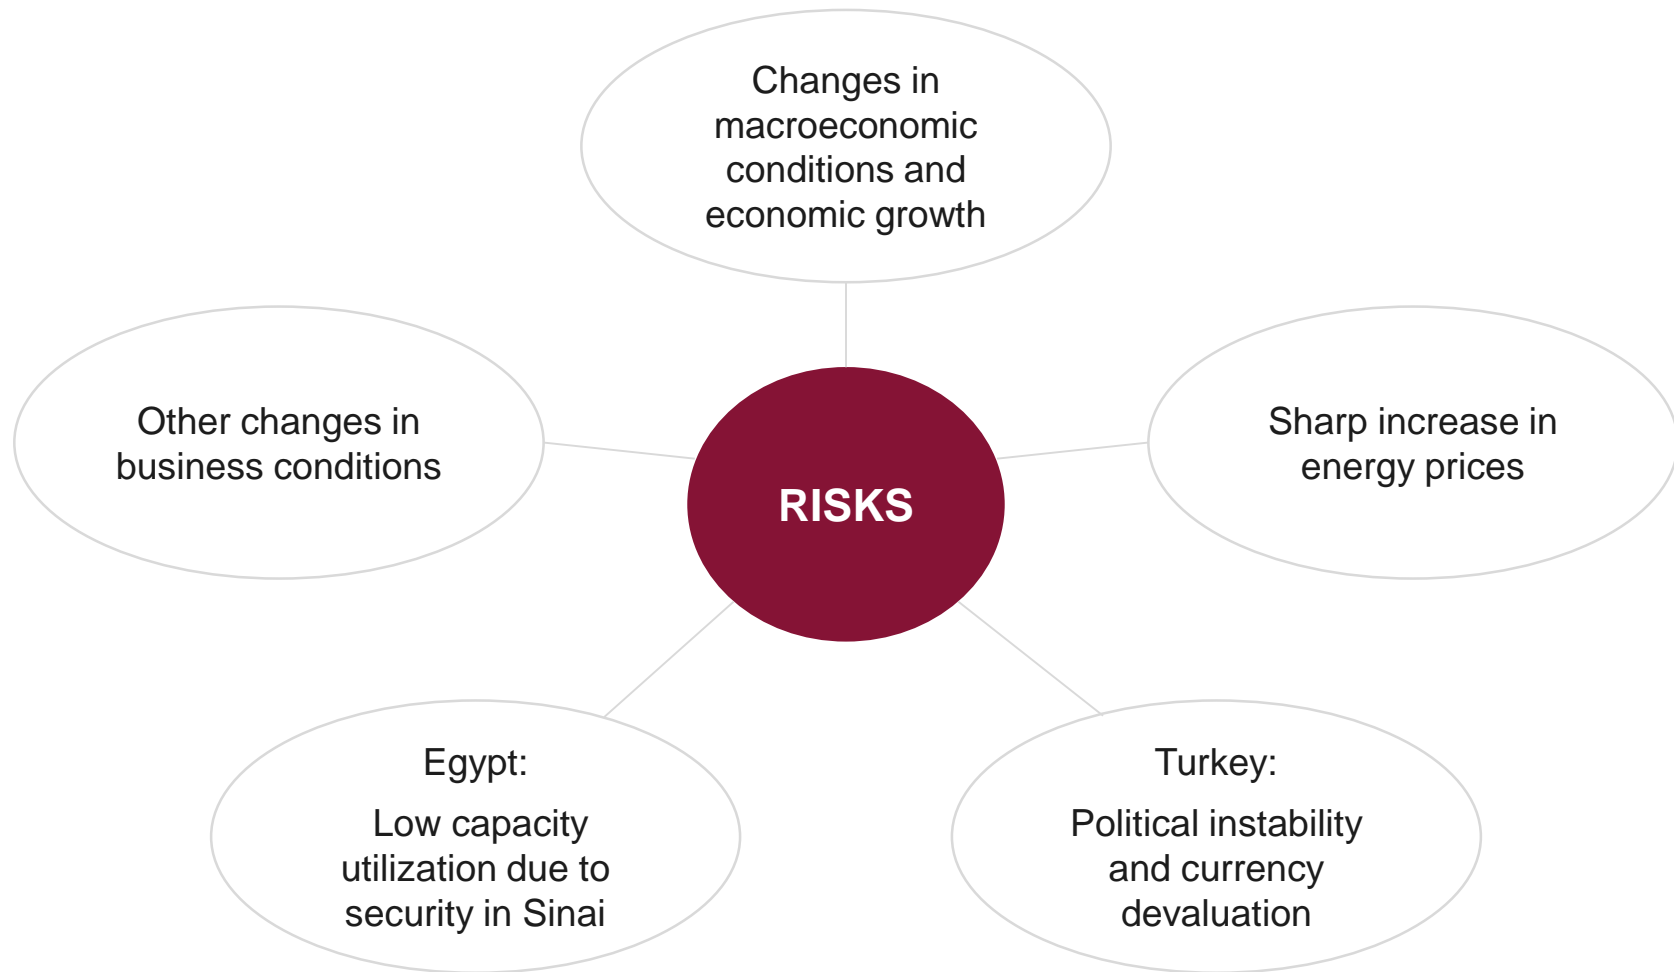 Changes in
macroeconomic
conditions and
economic growth
Other changes in
business conditions
Sharp increase in
energy prices
RISKS
Egypt:
Low capacity
utilization due to
security in Sinai
Turkey:
Political instability
and currency
devaluation